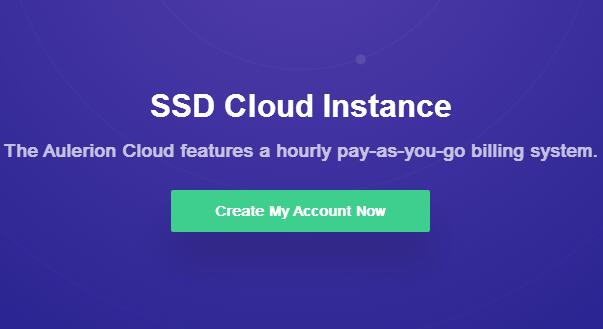 SSD Cloud Instance
The Aulerion Cloud features a hourly pay-as-you-go billing system.
Create My Account Now